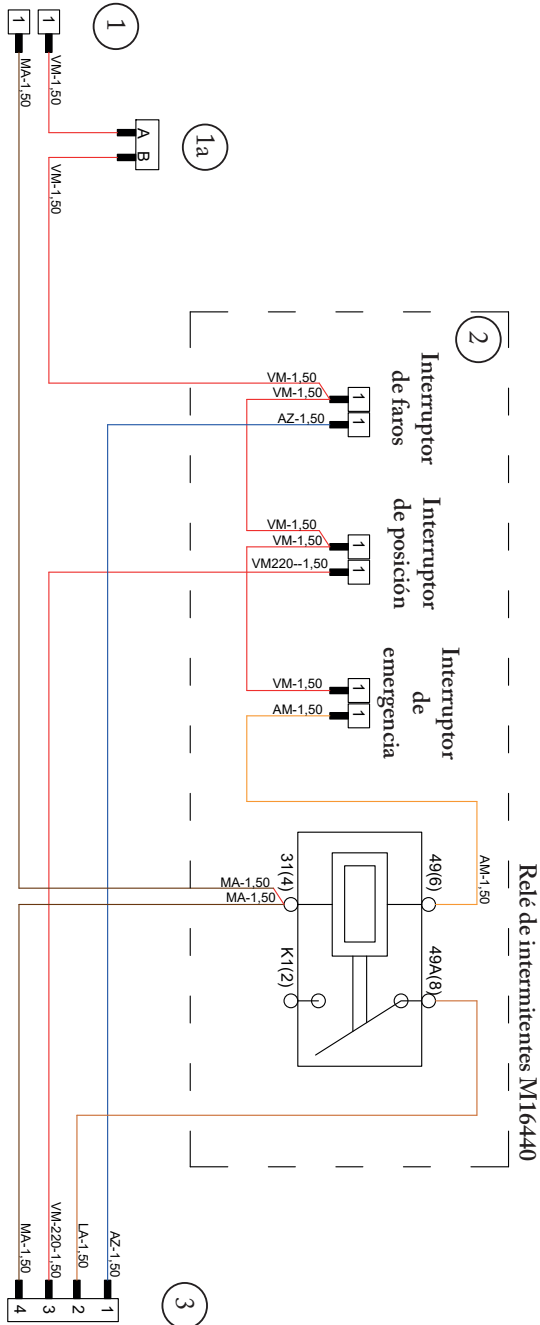 1
1
1
VM-1,50
MA-1,50
A
B
1a
VM-1,50
2
Interruptor
de faros
VM-1,50
VM-1,50
AZ-1,50
1
1
Interruptor
de posición
VM-1,50
VM-1,50
VM220--1,50
1
1
Interruptor
de
emergencia
VM-1,50
AM-1,50
1
1
Relé de intermitentes M16440
AM-1,50
49(6)
49A(8)
31(4)
K1(2)
MA-1,50
MA-1,50
3
AZ-1,50
LA-1,50
VM-220-1,50
MA-1,50
1
2
3
4